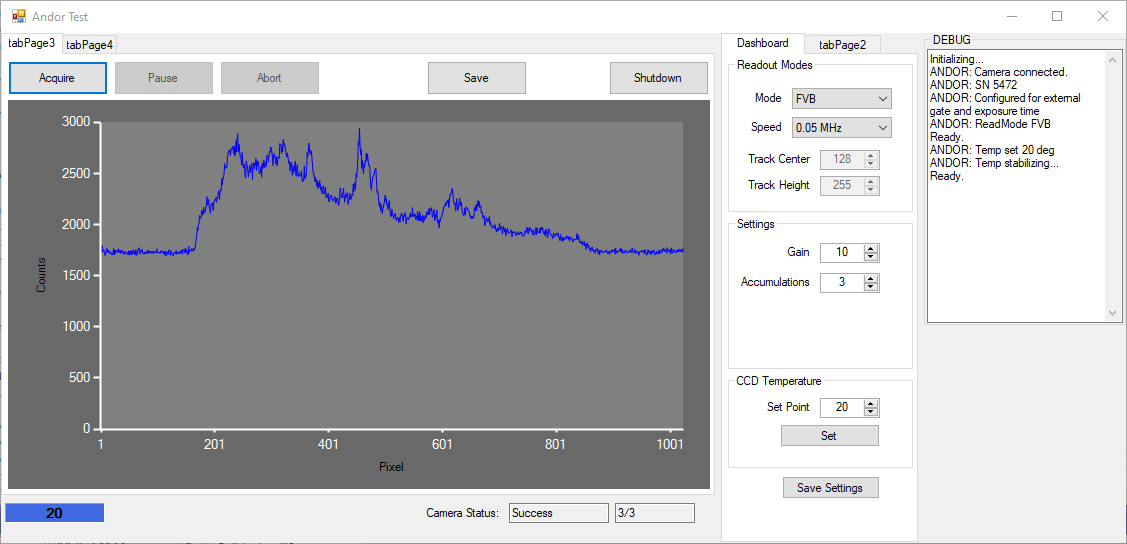 Andor Test
tabPage3 tabPage4
Acquire Pause Abort Save Shutdown
3000
2500
2000
1500
1000
500
0
Counts
1 201 401 601 801 1001
Pixel
20
Camera Status: Success 3/3
Dashboard tabPage2
Readout Modes
Mode FVB
Speed 0.05 MHz
Track Center 128
Track Height 255
Settings
Gain 10
Accumulations 3
CCD Temperature
Set Point 20
Set
Save Settings
DEBUG
Initializing...
ANDOR: Camera connected.
ANDOR: SN 5472
ANDOR: Configured for external
gate and exposure time
ANDOR: ReadMode FVB
Ready.
ANDOR: Temp set 20 deg
ANDOR: Temp stabilizing...
Ready.